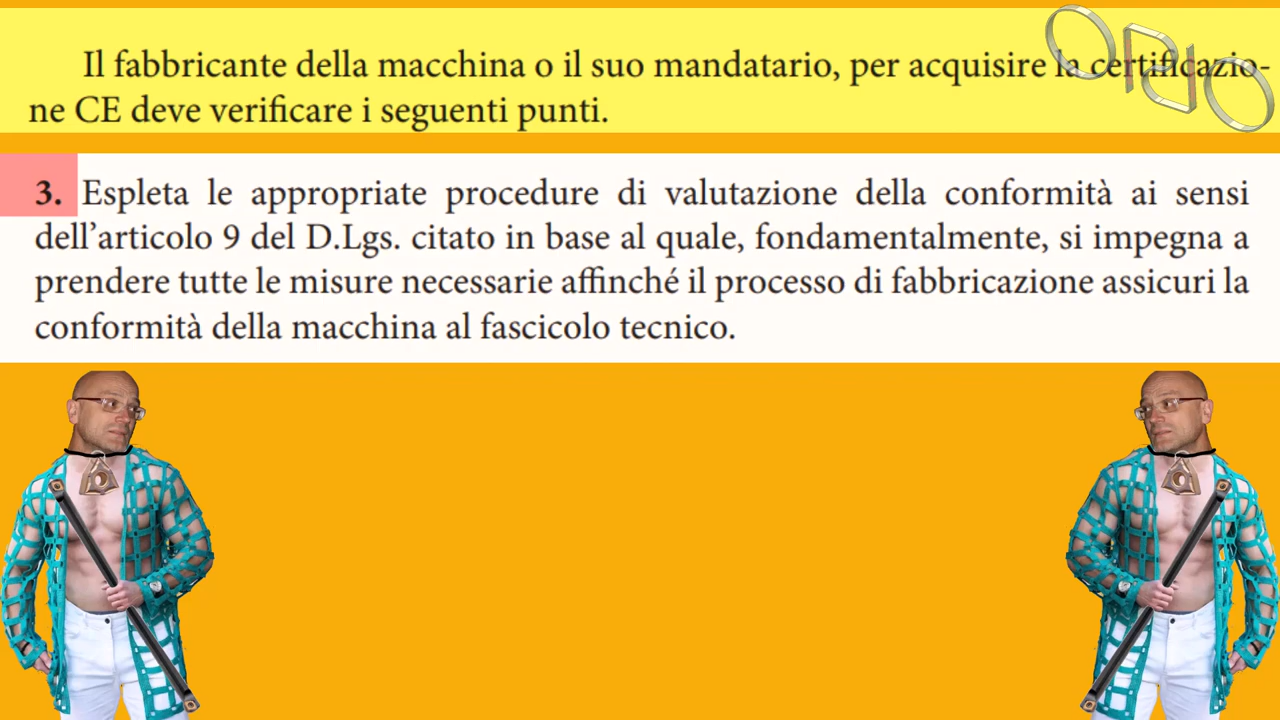 Il fabbricante della macchina o il suo mandatario, per acquisire la certificazio-
ne CE deve verificare i seguenti punti.
3. Espleta le appropriate procedure di valutazione della conformità ai sensi
dell'articolo 9 del D.Lgs. citato in base al quale, fondamentalmente, si impegna a
prendere tutte le misure necessarie affinché il processo di fabbricazione assicuri la
conformità della macchina al fascicolo tecnico.